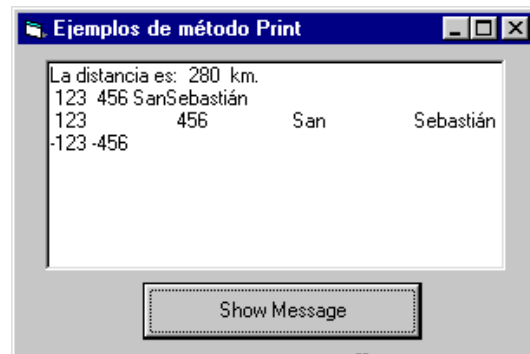 Ejemplos de método Print
La distancia es:  280  km.
 123  456 SanSebastián
 123             456             San             Sebastián
-123 -456
Show Message